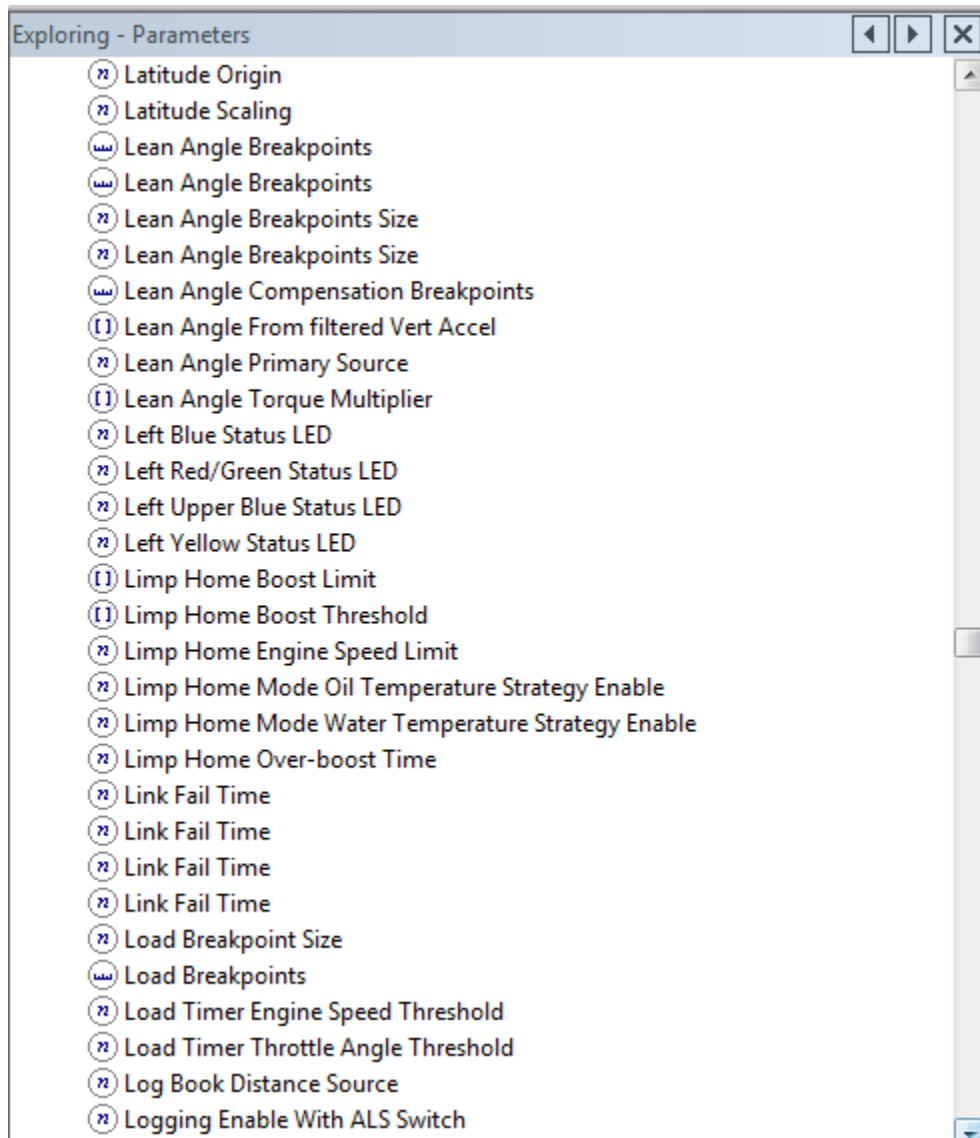 Exploring - Parameters
Latitude Origin
Latitude Scaling
Lean Angle Breakpoints
Lean Angle Breakpoints
Lean Angle Breakpoints Size
Lean Angle Breakpoints Size
Lean Angle Compensation Breakpoints
Lean Angle From filtered Vert Accel
Lean Angle Primary Source
Lean Angle Torque Multiplier
Left Blue Status LED
Left Red/Green Status LED
Left Upper Blue Status LED
Left Yellow Status LED
Limp Home Boost Limit
Limp Home Boost Threshold
Limp Home Engine Speed Limit
Limp Home Mode Oil Temperature Strategy Enable
Limp Home Mode Water Temperature Strategy Enable
Limp Home Over-boost Time
Link Fail Time
Link Fail Time
Link Fail Time
Link Fail Time
Load Breakpoint Size
Load Breakpoints
Load Timer Engine Speed Threshold
Load Timer Throttle Angle Threshold
Log Book Distance Source
Logging Enable With ALS Switch